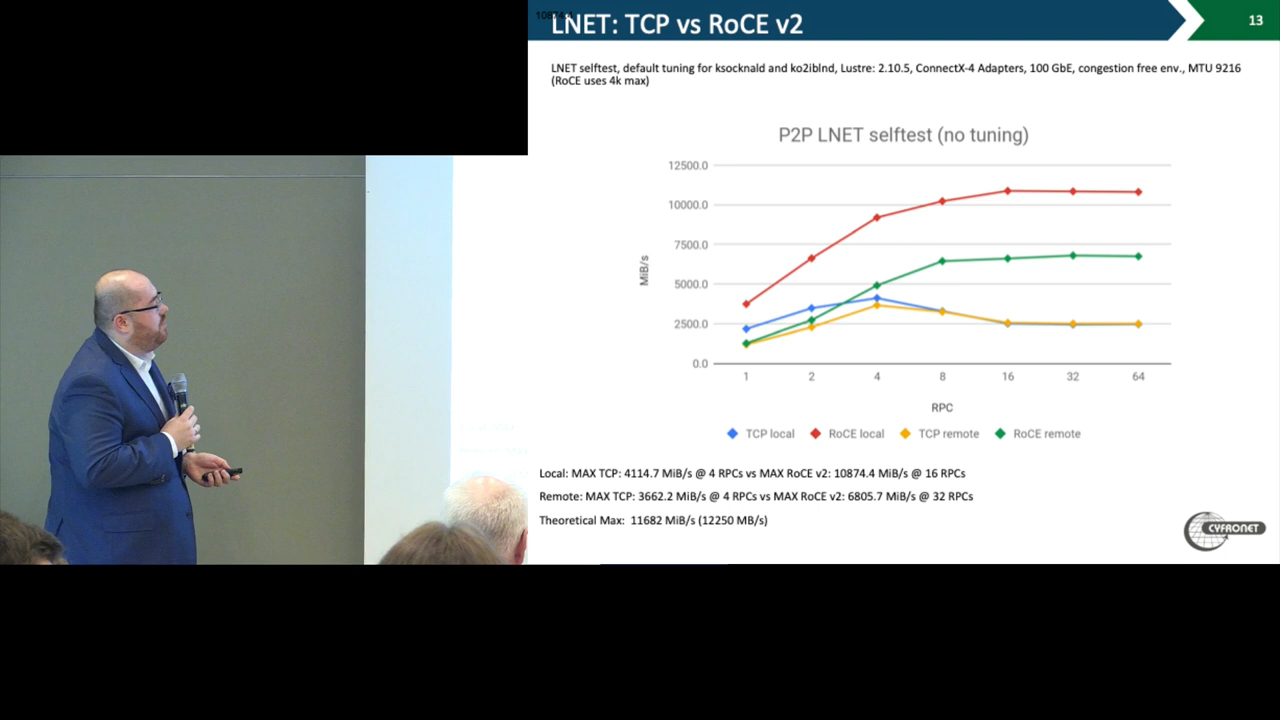 LNET: TCP vs RoCE v2
13
LNET selftest, default tuning for ksocknald and ko2iblnd, Lustre: 2.10.5, ConnectX-4 Adapters, 100 GbE, congestion free env., MTU 9216
(RoCE uses 4k max)
P2P LNET selftest (no tuning)
12500.0
10000.0
7500.0
5000.0
2500.0
0.0
MiB/s
1 2 4 8 16 32 64
RPC
TCP local RoCE local TCP remote RoCE remote
Local: MAX TCP: 4114.7 MiB/s @ 4 RPCs vs MAX RoCE v2: 10874.4 MiB/s @ 16 RPCs
Remote: MAX TCP: 3662.2 MiB/s @ 4 RPCs vs MAX RoCE v2: 6805.7 MiB/s @ 32 RPCs
Theoretical Max: 11682 MiB/s (12250 MB/s)
CYFRONET